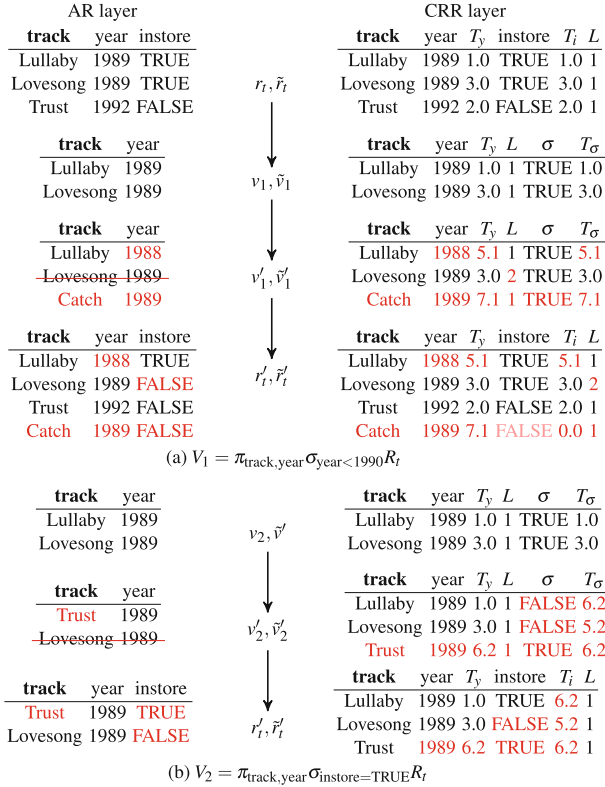 AR layer CRR layer
track year instore track year T_y instore T_i L
Lullaby 1989 TRUE Lullaby 1989 1.0 TRUE 1.0 1
Lovesong 1989 TRUE r_t, r̃_t Lovesong 1989 3.0 TRUE 3.0 1
Trust 1992 FALSE Trust 1992 2.0 FALSE 2.0 1
track year track year T_y L σ T_σ
Lullaby 1989 Lullaby 1989 1.0 1 TRUE 1.0
Lovesong 1989 v_1, ṽ_1 Lovesong 1989 3.0 1 TRUE 3.0
track year track year T_y L σ T_σ
Lullaby 1988 Lullaby 1988 5.1 1 TRUE 5.1
Lovesong 1989 v′_1, ṽ′_1 Lovesong 1989 3.0 2 TRUE 3.0
Catch 1989 Catch 1989 7.1 1 TRUE 7.1
track year instore track year T_y instore T_i L
Lullaby 1988 TRUE Lullaby 1988 5.1 TRUE 5.1 1
Lovesong 1989 FALSE r′_t, r̃′_t Lovesong 1989 3.0 TRUE 3.0 2
Trust 1992 FALSE Trust 1992 2.0 FALSE 2.0 1
Catch 1989 FALSE Catch 1989 7.1 FALSE 0.0 1
(a) V_1 = π_track,year σ_year<1990 R_t
track year track year T_y L σ T_σ
Lullaby 1989 v_2, ṽ′ Lullaby 1989 1.0 1 TRUE 1.0
Lovesong 1989 Lovesong 1989 3.0 1 TRUE 3.0
track year track year T_y L σ T_σ
Trust 1989 Lullaby 1989 1.0 1 FALSE 6.2
Lovesong 1989 v′_2, ṽ′_2 Lovesong 1989 3.0 1 FALSE 5.2
Trust 1989 6.2 1 TRUE 6.2
track year instore track year T_y instore T_i L
Trust 1989 TRUE Lullaby 1989 1.0 TRUE 6.2 1
Lovesong 1989 FALSE r′_t, r̃′_t Lovesong 1989 3.0 FALSE 5.2 1
Trust 1989 6.2 TRUE 6.2 1
(b) V_2 = π_track,year σ_instore=TRUE R_t